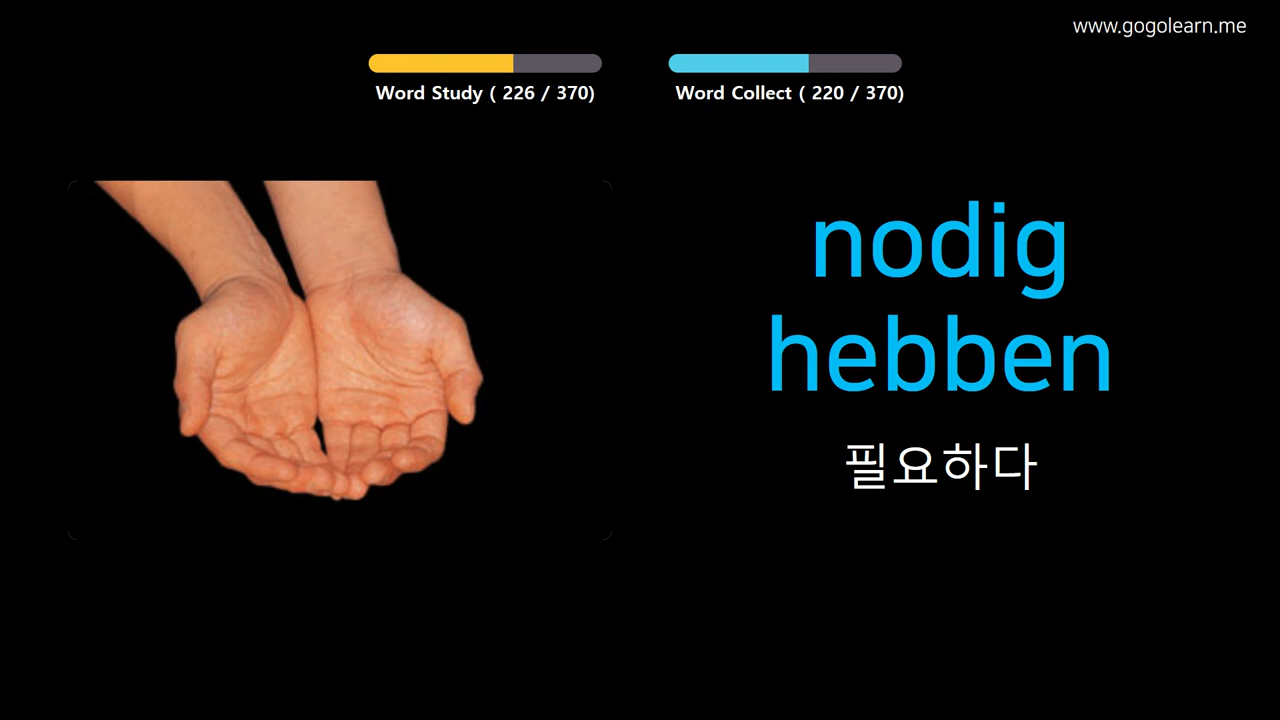 www.gogolearn.me
Word Study ( 226 / 370)
Word Collect ( 220 / 370)
nodig
hebben
필요하다